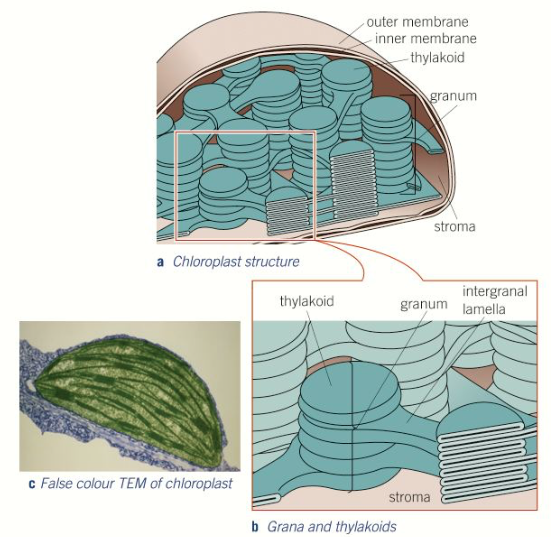 outer membrane
inner membrane
thylakoid
granum
stroma
a Chloroplast structure
thylakoid
granum
intergranal
lamella
stroma
c False colour TEM of chloroplast
b Grana and thylakoids